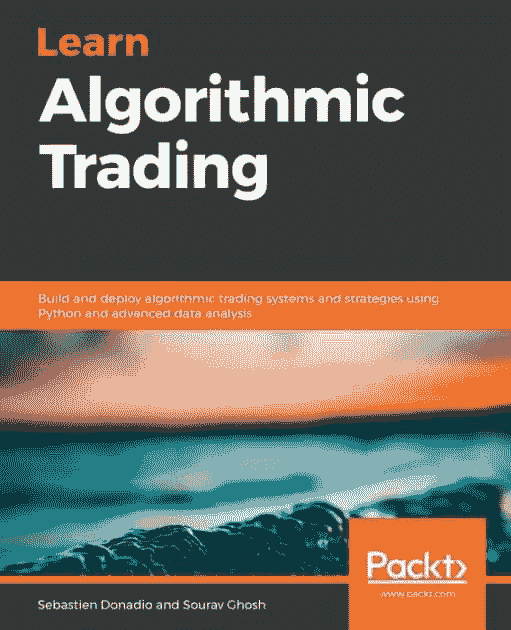 Learn
Algorithmic
Trading
Build and deploy algorithmic trading systems and strategies using
Python and advanced data analysis
Packt>
www.packt.com
Sebastien Donadio and Sourav Ghosh